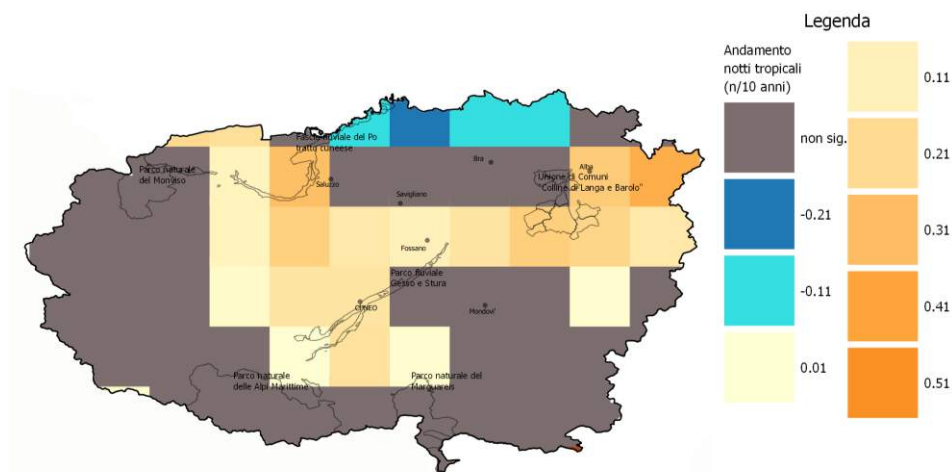 Legenda
Andamento
notti tropicali
(n/10 anni)
non sig.
-0.21
-0.11
0.01
0.11
0.21
0.31
0.41
0.51
Fascia fluviale del Po
tratto cuneese
Parco naturale
del Monviso
Saluzzo
Bra
Alba
Unione di Comuni
"Colline di Langa e Barolo"
Savigliano
Fossano
Parco fluviale
Gesso e Stura
CUNEO
Mondovi'
Parco naturale
delle Alpi Marittime
Parco naturale del
Marguareis